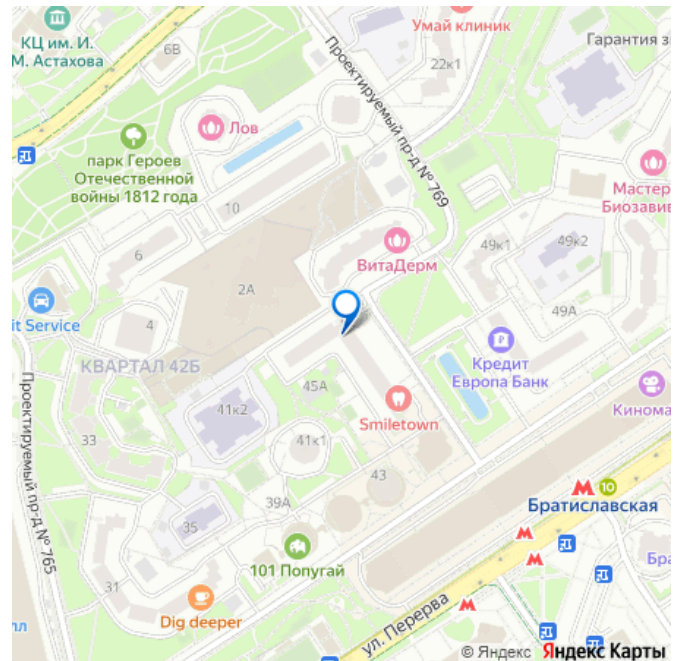 КЦ им. И.
М. Астахова
6В
Умай клиник
22к1
Гарантия з
Проектируемый пр-д № 769
Лов
парк Героев
Отечественной
войны 1812 года
10
Мастер
Биозавив
6
ВитаДерм
49к1
49к2
2А
it Service
4
49А
КВАРТАЛ 42Б
Кредит
Европа Банк
45А
41к2
Smiletown
Кинома
Проектируемый пр-д № 765
33
41к1
43
10
Братиславская
39А
35
101 Попугай
Бра
31
Dig deeper
ул. Перерва
лл
© Яндекс Яндекс Карты